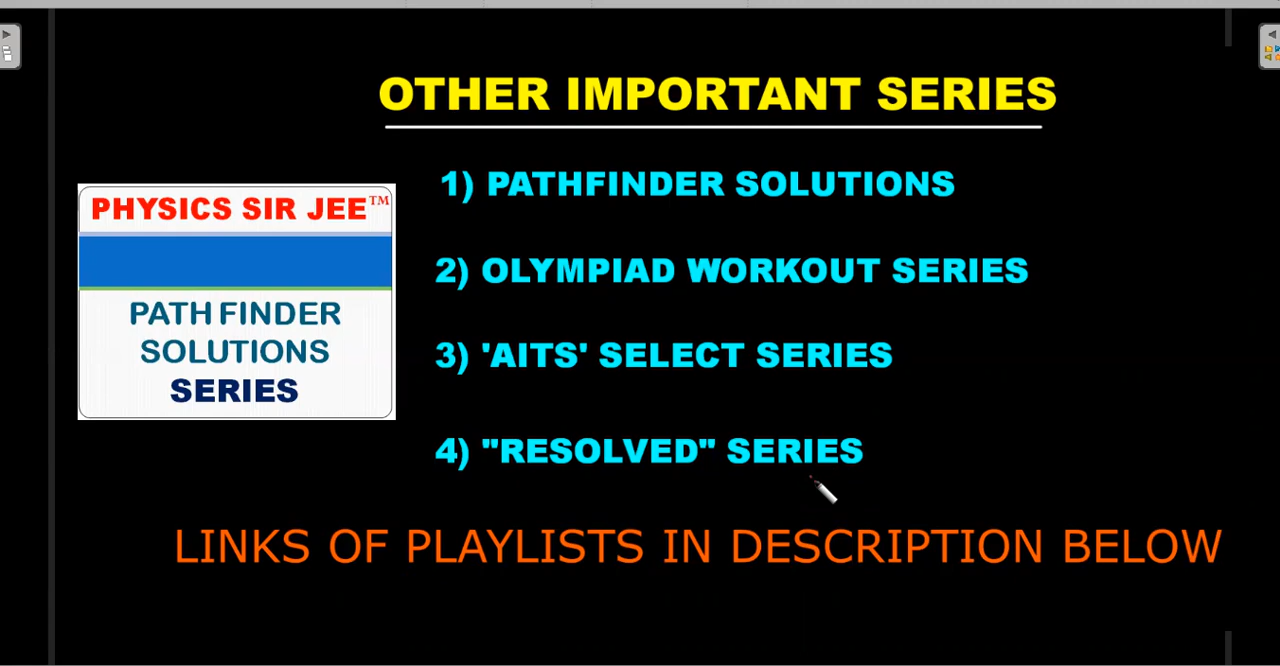 OTHER IMPORTANT SERIES
1) PATHFINDER SOLUTIONS
2) OLYMPIAD WORKOUT SERIES
3) 'AITS' SELECT SERIES
4) "RESOLVED" SERIES
PHYSICS SIR JEE™
PATH FINDER
SOLUTIONS
SERIES
LINKS OF PLAYLISTS IN DESCRIPTION BELOW